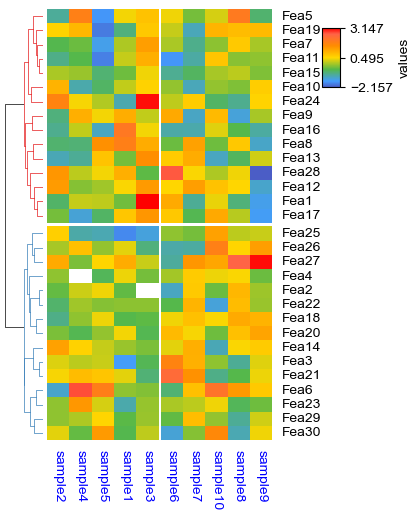 Fea5
Fea19
Fea7
Fea11
Fea15
Fea10
Fea24
Fea9
Fea16
Fea8
Fea13
Fea28
Fea12
Fea1
Fea17
Fea25
Fea26
Fea27
Fea4
Fea2
Fea22
Fea18
Fea20
Fea14
Fea3
Fea21
Fea6
Fea23
Fea29
Fea30
sample2
sample4
sample5
sample1
sample3
sample6
sample7
sample10
sample8
sample9
3.147
0.495
-2.157
values